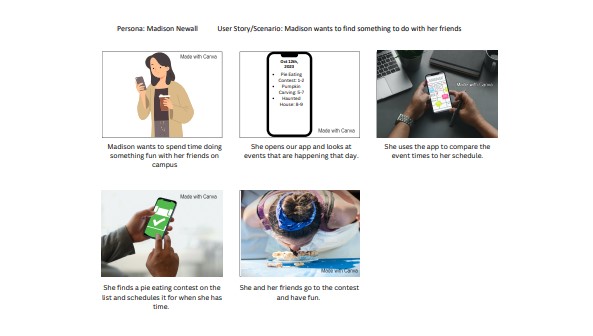 Persona: Madison Newall User Story/Scenario: Madison wants to find something to do with her friends
Made with Canva
Oct 12th,
2023
• Pie Eating
Contest: 1-2
• Pumpkin
Carving: 5-7
• Haunted
House: 8-9
Made with Canva
Made with Canva
Madison wants to spend time doing
something fun with her friends on
campus
She opens our app and looks at
events that are happening that day.
She uses the app to compare the
event times to her schedule.
Made with Canva
Made with Canva
She finds a pie eating contest on the
list and schedules it for when she has
time.
She and her friends go to the contest
and have fun.